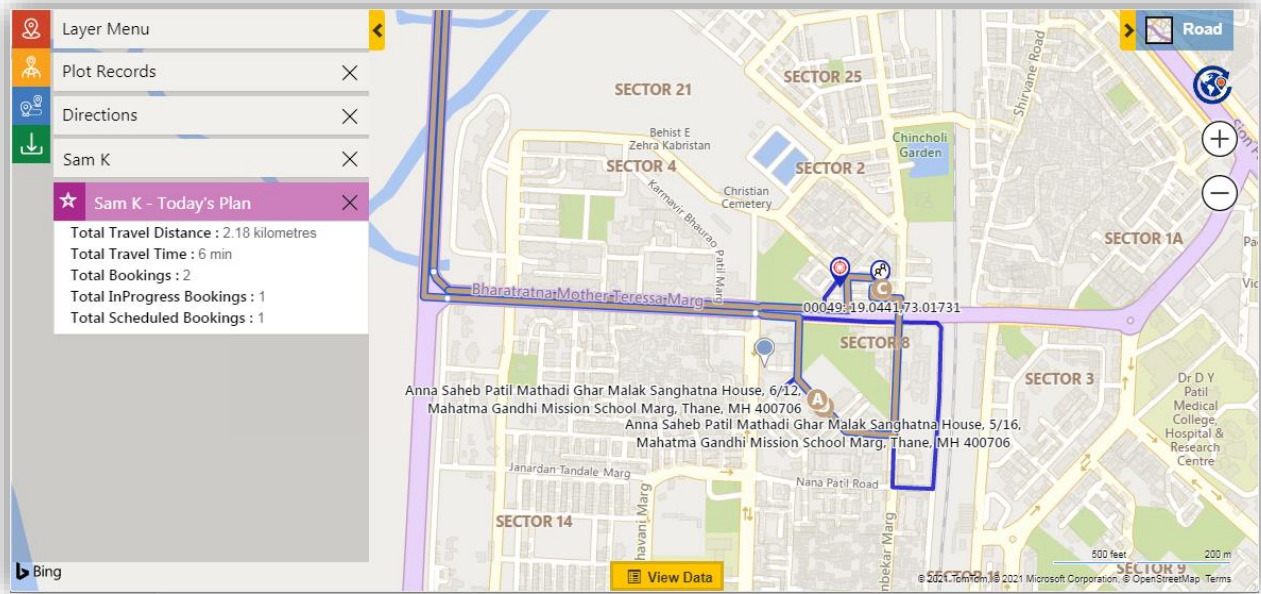 Layer Menu
Plot Records
Directions
Sam K
Sam K - Today's Plan
Total Travel Distance : 2.18 kilometres
Total Travel Time : 6 min
Total Bookings : 2
Total InProgress Bookings : 1
Total Scheduled Bookings : 1
Bing
Road
SECTOR 25
SECTOR 21
Shirvane Road
Behist E
Zehra Kabristan
Chincholi
Garden
SECTOR 4
SECTOR 2
Karmavir Bhaurao Patil Marg
Christian
Cemetery
SECTOR 1A
Bharatratna Mother Teressa Marg
C
00049: 19.0441,73.01731
SECTOR 8
SECTOR 3
Dr D Y
Patil
Medical
College,
Hospital &
Research
Centre
Anna Saheb Patil Mathadi Ghar Malak Sanghatna House, 6/12,
Mahatma Gandhi Mission School Marg, Thane, MH 400706
A
Anna Saheb Patil Mathadi Ghar Malak Sanghatna House, 5/16,
Mahatma Gandhi Mission School Marg, Thane, MH 400706
Janardan Tandale Marg
Nana Patil Road
SECTOR 14
havani Marg
nbekar Marg
500 feet
200 m
SECTOR 9
View Data
© 2021 TomTom, © 2021 Microsoft Corporation, © OpenStreetMap Terms